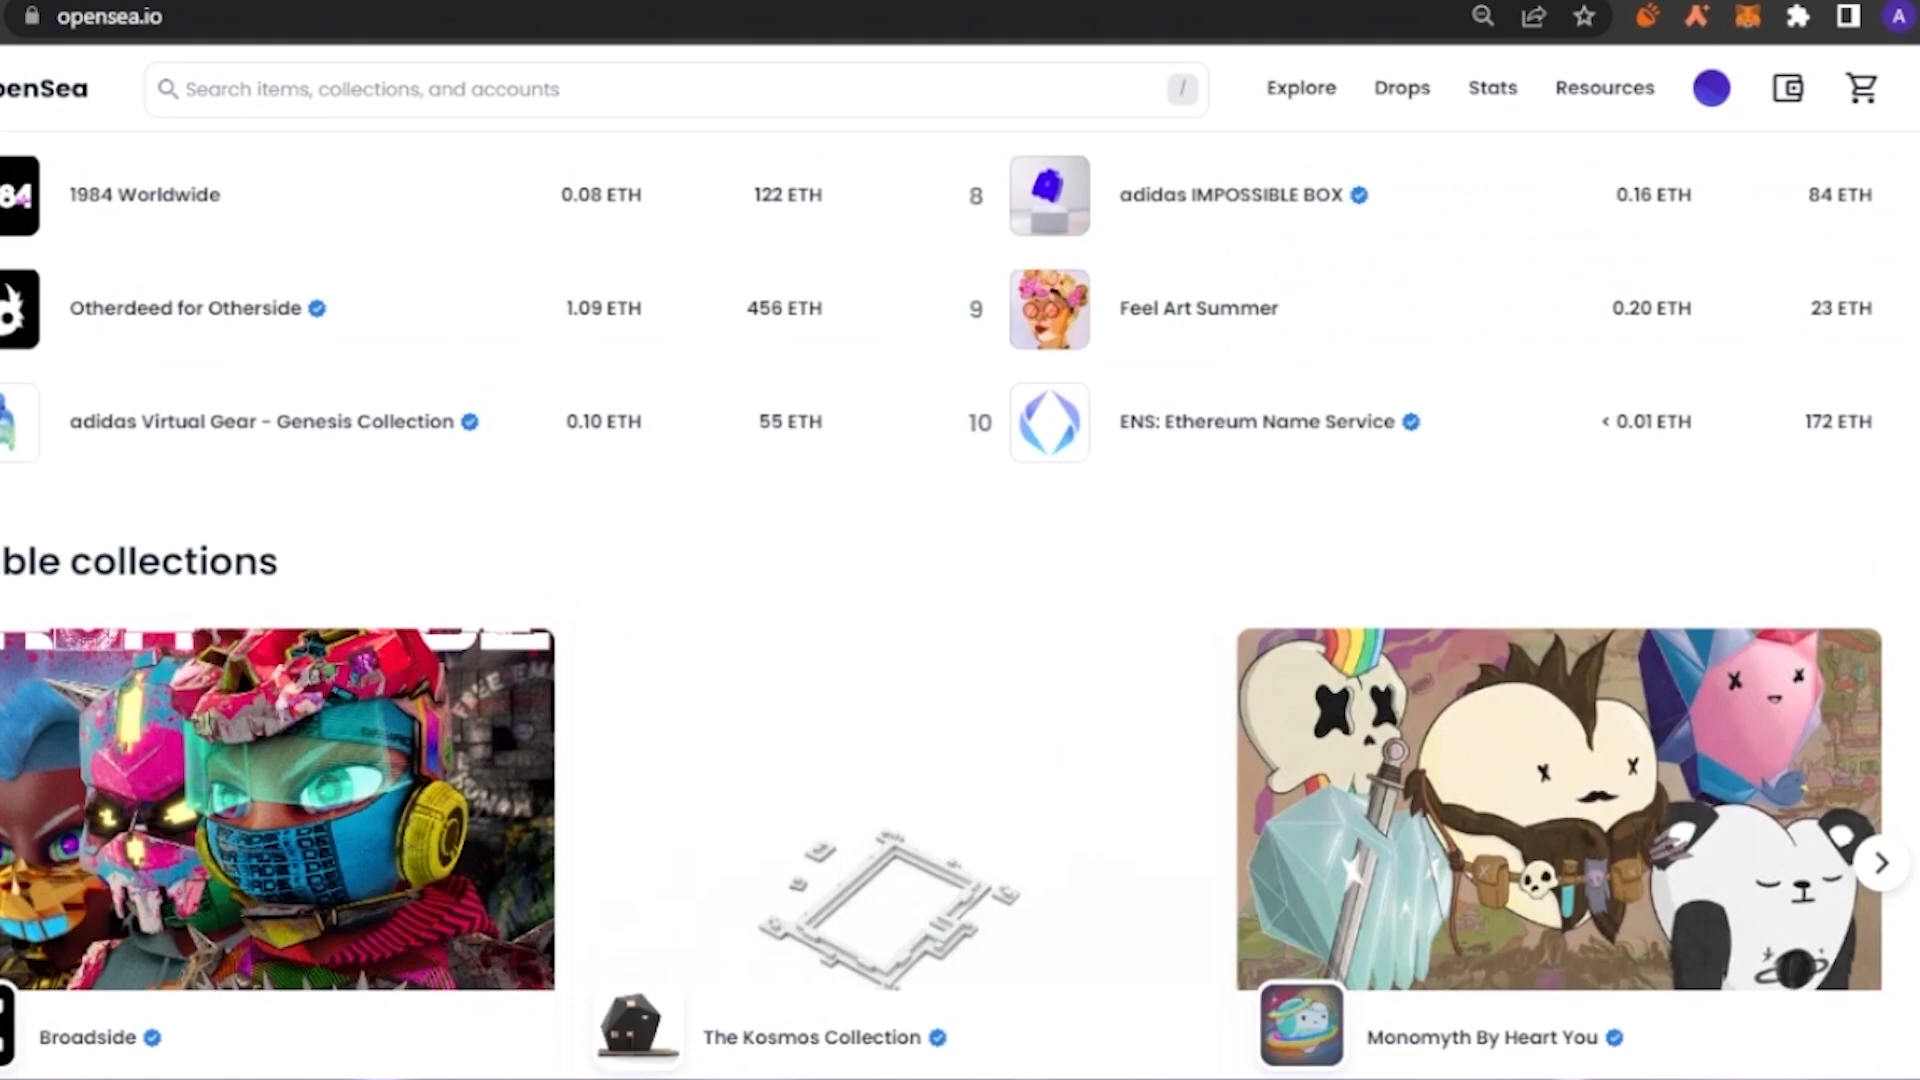 opensea.io
A
penSea
Search items, collections, and accounts
/
Explore
Drops
Stats
Resources
84
1984 Worldwide
0.08 ETH
122 ETH
8
adidas IMPOSSIBLE BOX
0.16 ETH
84 ETH
Otherdeed for Otherside
1.09 ETH
456 ETH
9
Feel Art Summer
0.20 ETH
23 ETH
adidas Virtual Gear - Genesis Collection
0.10 ETH
55 ETH
10
ENS: Ethereum Name Service
< 0.01 ETH
172 ETH
ble collections
Broadside
The Kosmos Collection
Monomyth By Heart You